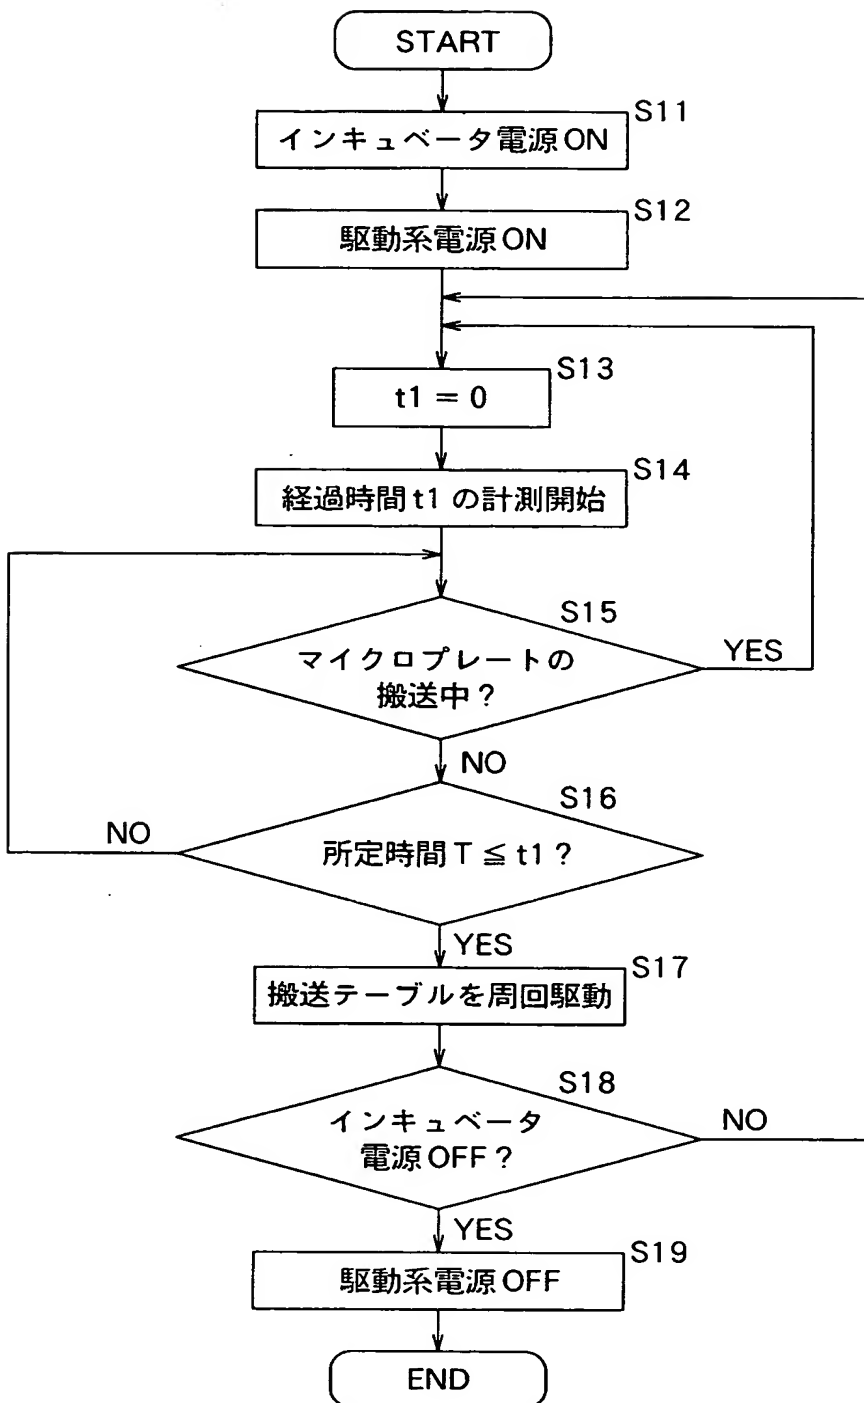 START
S11
インキュベータ電源ON
S12
駆動系電源ON
S13
t1 = 0
S14
経過時間t1の計測開始
S15
マイクロプレートの
搬送中?
YES
NO
S16
所定時間T≦t1?
NO
YES
S17
搬送テーブルを周回駆動
S18
インキュベータ
電源OFF?
NO
YES
S19
駆動系電源OFF
END